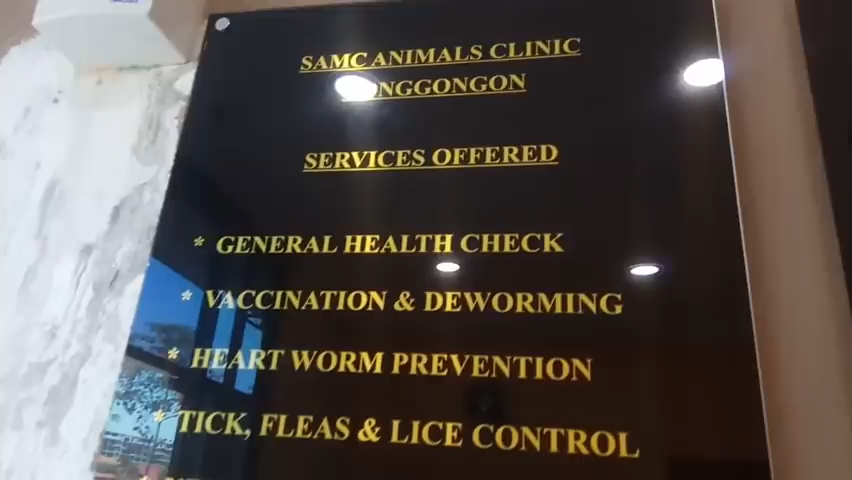 SAMC ANIMALS CLINIC
SERVICES OFFERED
* GENERAL HEALTH CHECK
* VACCINATION & DEWORMING
* HEART WORM PREVENTION
* TICK, FLEAS & LICE CONTROL